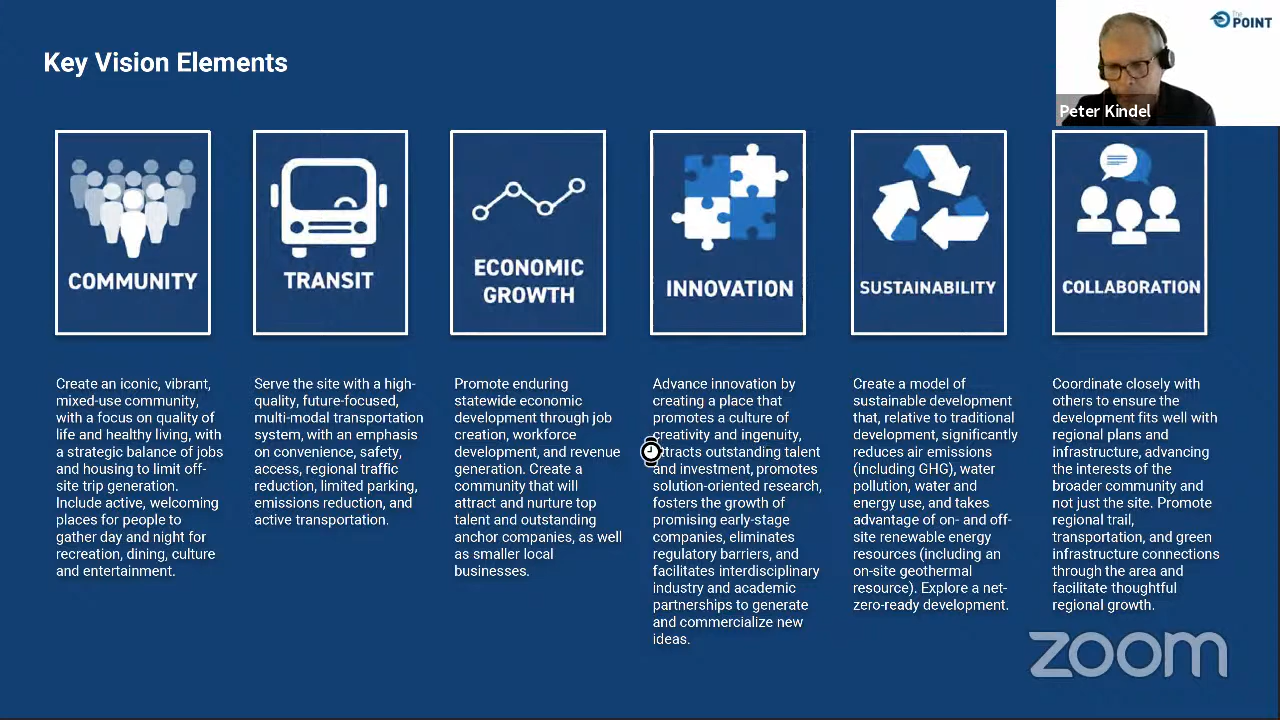 The
POINT
Key Vision Elements
Peter Kindel
COMMUNITY
Create an iconic, vibrant,
mixed-use community,
with a focus on quality of
life and healthy living, with
a strategic balance of jobs
and housing to limit off-
site trip generation.
Include active, welcoming
places for people to
gather day and night for
recreation, dining, culture
and entertainment.
TRANSIT
Serve the site with a high-
quality, future-focused,
multi-modal transportation
system, with an emphasis
on convenience, safety,
access, regional traffic
reduction, limited parking,
emissions reduction, and
active transportation.
ECONOMIC
GROWTH
Promote enduring
statewide economic
development through job
creation, workforce
development, and revenue
generation. Create a
community that will
attract and nurture top
talent and outstanding
anchor companies, as well
as smaller local
businesses.
INNOVATION
Advance innovation by
creating a place that
promotes a culture of
creativity and ingenuity,
attracts outstanding talent
and investment, promotes
solution-oriented research,
fosters the growth of
promising early-stage
companies, eliminates
regulatory barriers, and
facilitates interdisciplinary
industry and academic
partnerships to generate
and commercialize new
ideas.
SUSTAINABILITY
Create a model of
sustainable development
that, relative to traditional
development, significantly
reduces air emissions
(including GHG), water
pollution, water and
energy use, and takes
advantage of on- and off-
site renewable energy
resources (including an
on-site geothermal
resource). Explore a net-
zero-ready development.
COLLABORATION
Coordinate closely with
others to ensure the
development fits well with
regional plans and
infrastructure, advancing
the interests of the
broader community and
not just the site. Promote
regional trail,
transportation, and green
infrastructure connections
through the area and
facilitate thoughtful
regional growth.
zoom